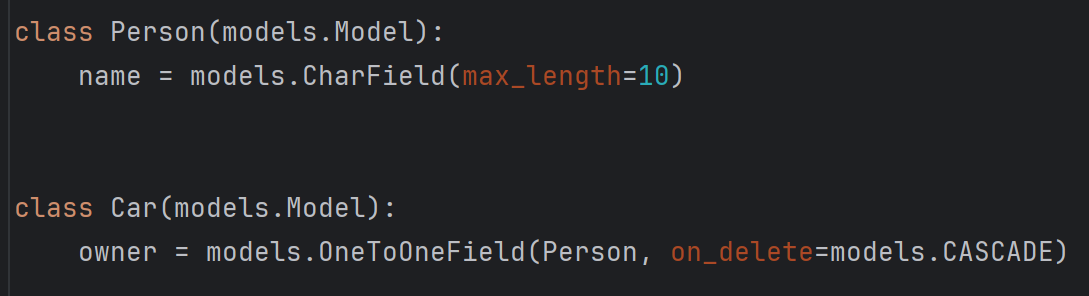 class Person(models.Model):
    name = models.CharField(max_length=10)
class Car(models.Model):
    owner = models.OneToOneField(Person, on_delete=models.CASCADE)